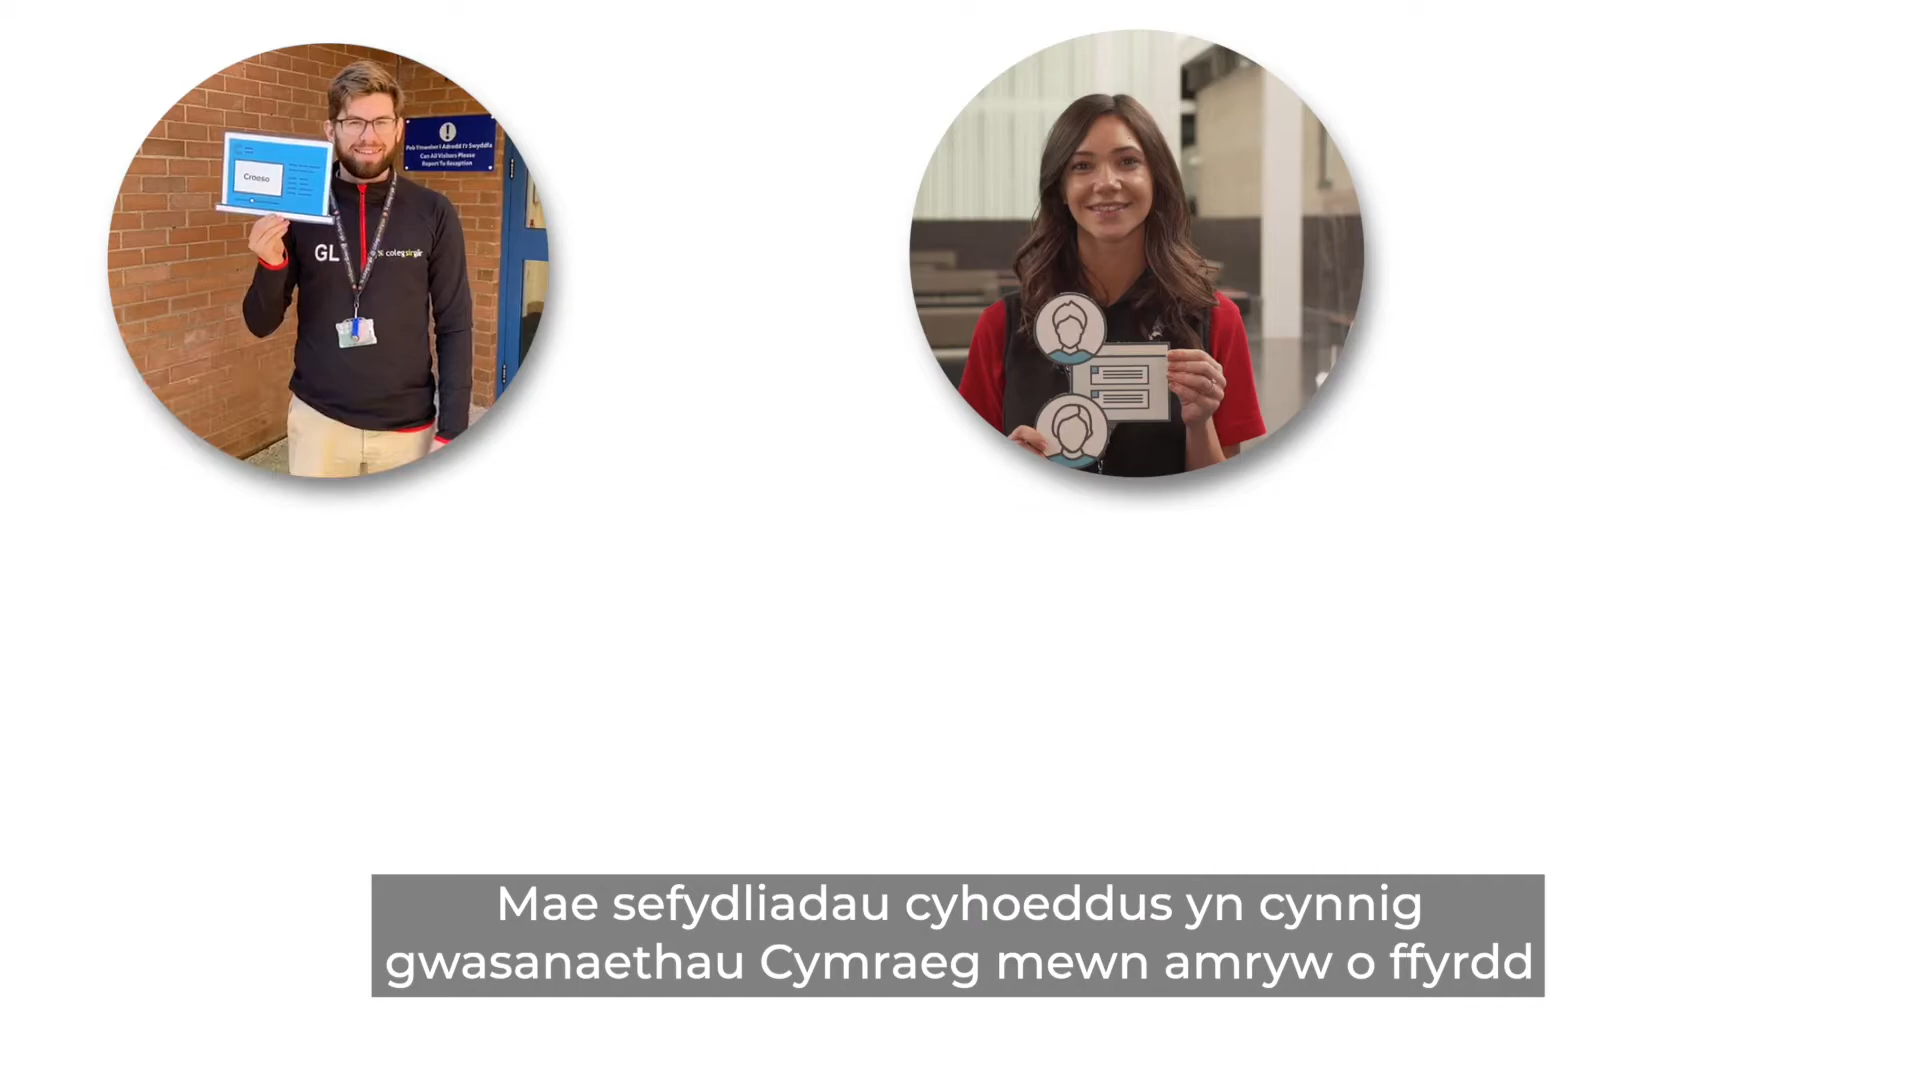 Croeso
Pob Ymwelwr I Adrodd I'r Swyddfa
Can All Visitors Please
Report To Reception
GL
colegsirgâr
Mae sefydliadau cyhoeddus yn cynnig
gwasanaethau Cymraeg mewn amryw o ffyrdd